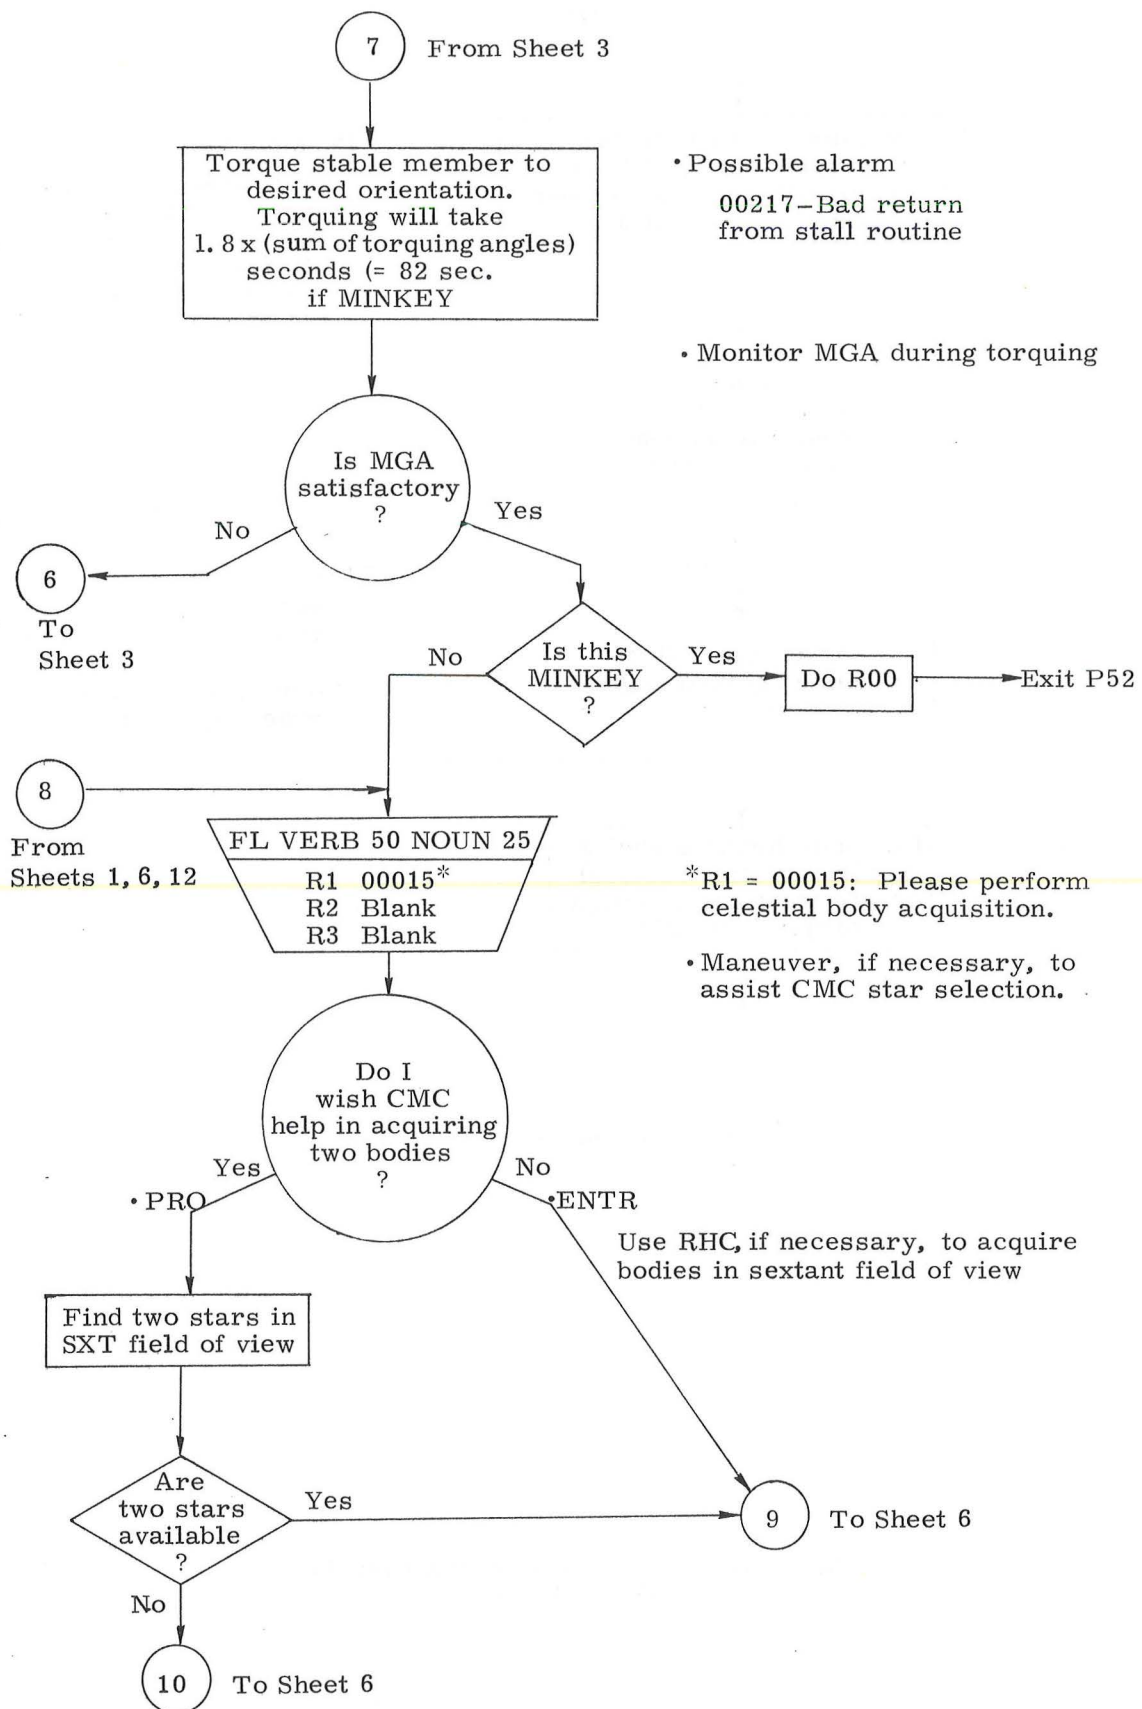 7
From Sheet 3
Torque stable member to
desired orientation.
Torquing will take
1. 8 x (sum of torquing angles)
seconds (= 82 sec.
if MINKEY
• Possible alarm
00217-Bad return
from stall routine
• Monitor MGA during torquing
Is MGA
satisfactory
?
No
Yes
6
To
Sheet 3
Is this
MINKEY
?
No
Yes
Do R00
Exit P52
8
From
Sheets 1, 6, 12
FL VERB 50 NOUN 25
R1 00015*
R2 Blank
R3 Blank
*R1 = 00015: Please perform
celestial body acquisition.
• Maneuver, if necessary, to
assist CMC star selection.
Do I
wish CMC
help in acquiring
two bodies
?
Yes
• PRO
No
•ENTR
Use RHC, if necessary, to acquire
bodies in sextant field of view
Find two stars in
SXT field of view
Are
two stars
available
?
Yes
9
To Sheet 6
No
10
To Sheet 6